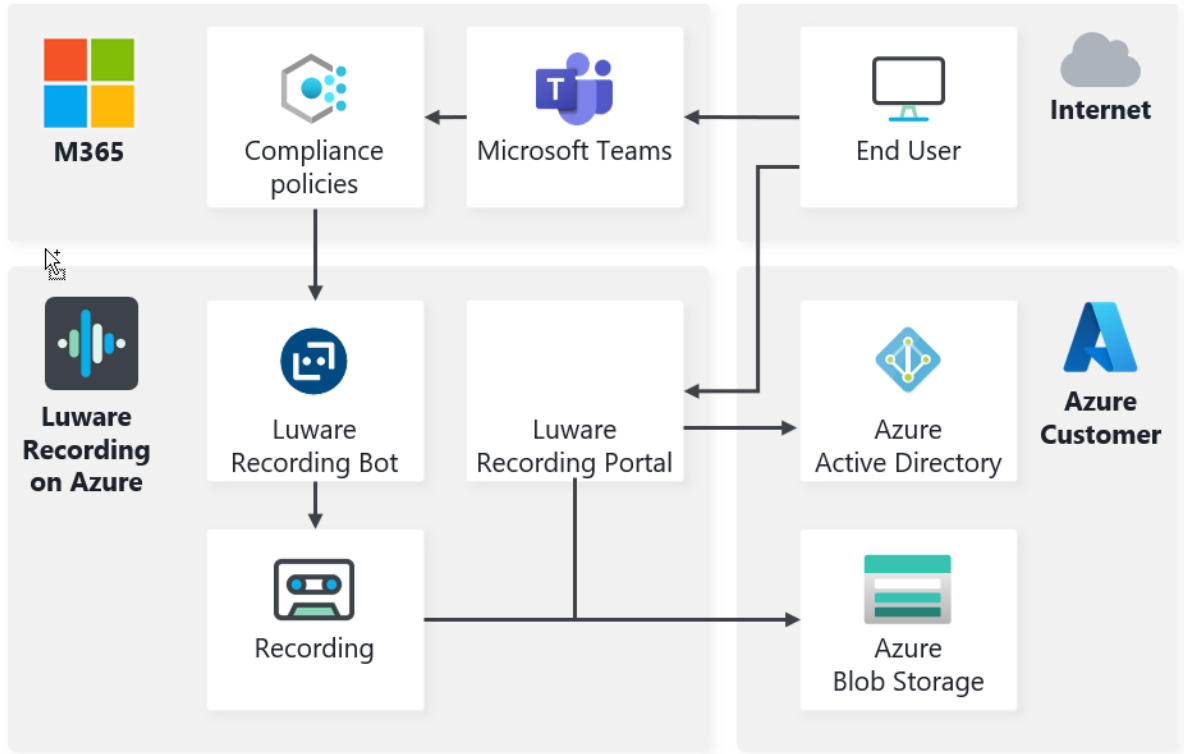 M365
Compliance
policies
T
Microsoft Teams
End User
Internet
Luware
Recording
on Azure
Luware
Recording Bot
Luware
Recording Portal
Azure
Active Directory
Azure
Customer
Recording
Azure
Blob Storage